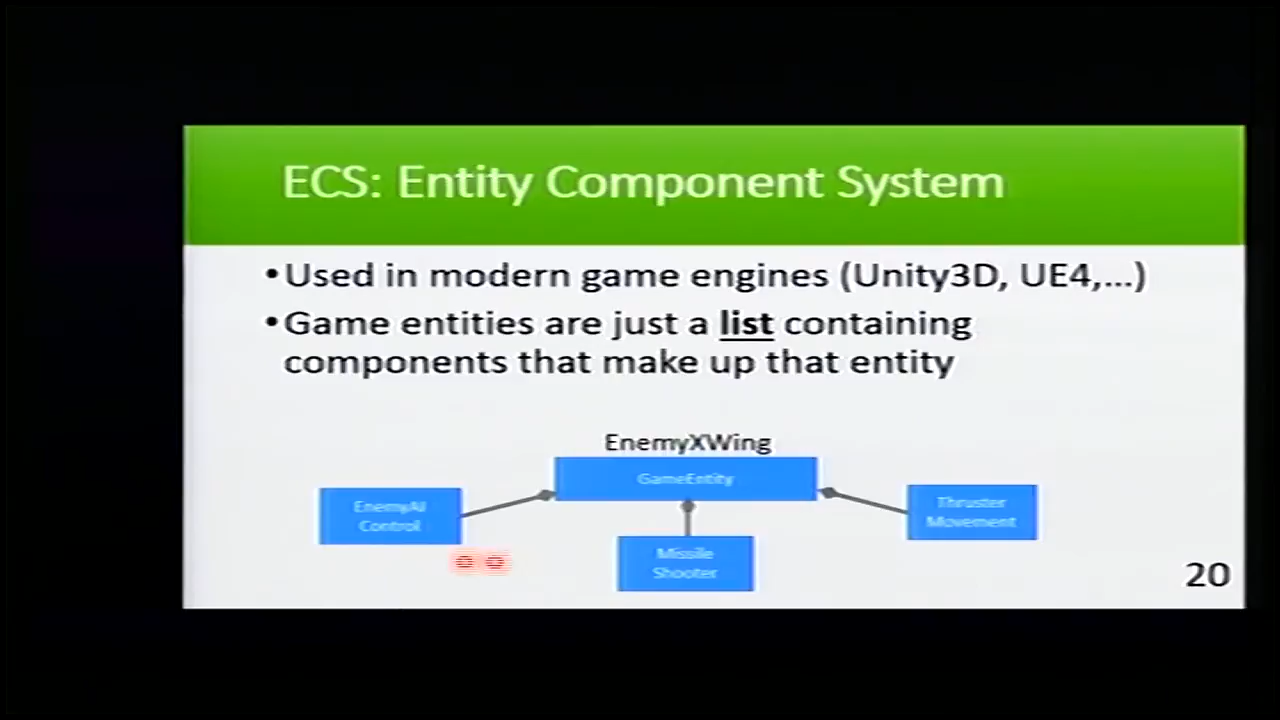 ECS: Entity Component System
•Used in modern game engines (Unity3D, UE4,...)
•Game entities are just a list containing
components that make up that entity
EnemyXWing
GameEntity
EnemyAI
Control
Missile
Shooter
Thruster
Movement
20